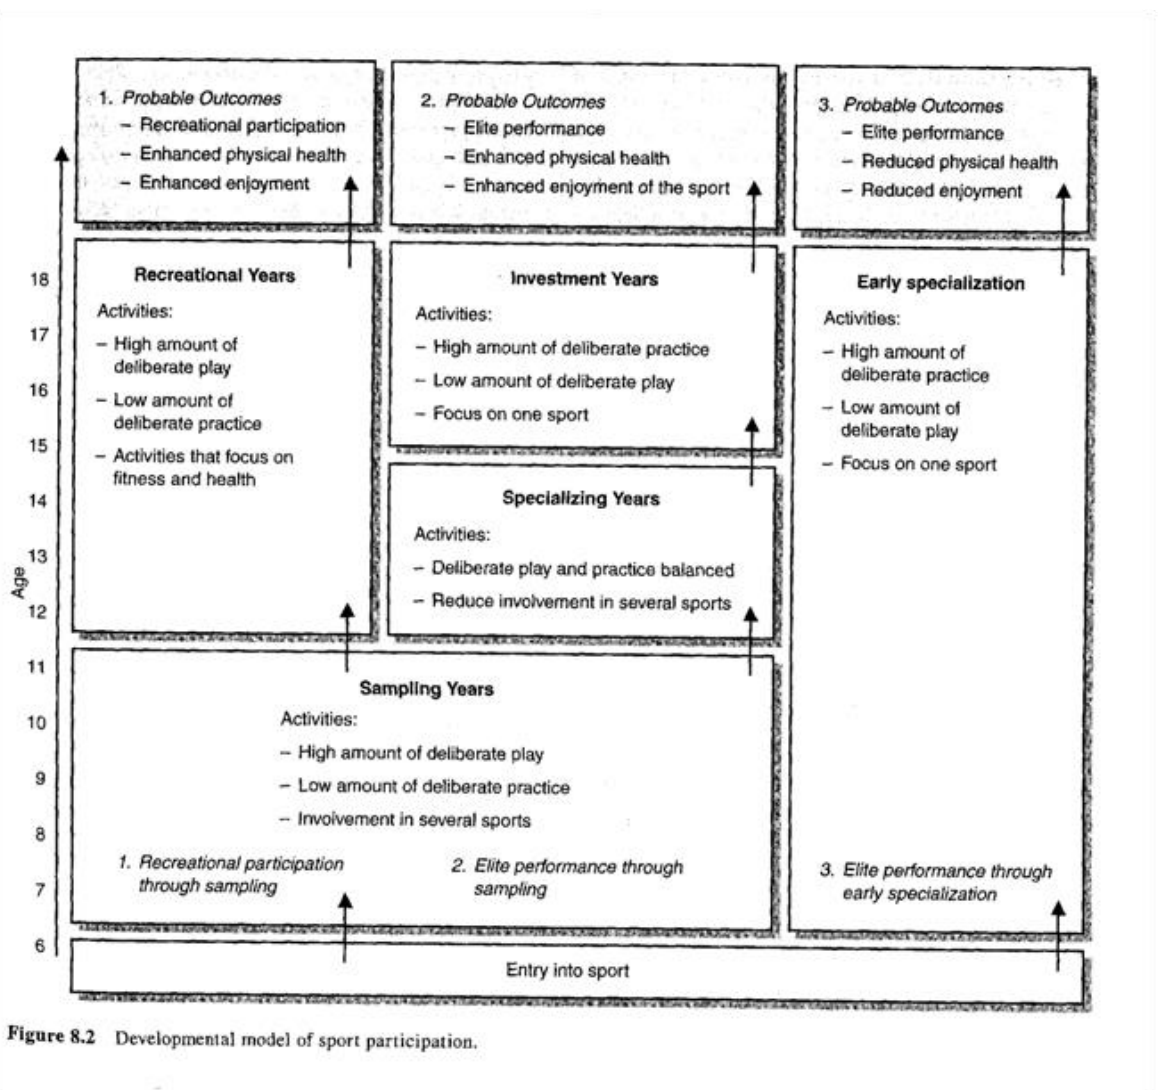 1. Probable Outcomes
– Recreational participation
– Enhanced physical health
– Enhanced enjoyment
2. Probable Outcomes
– Elite performance
– Enhanced physical health
– Enhanced enjoyment of the sport
3. Probable Outcomes
– Elite performance
– Reduced physical health
– Reduced enjoyment
Recreational Years
Activities:
– High amount of
deliberate play
– Low amount of
deliberate practice
– Activities that focus on
fitness and health
Investment Years
Activities:
– High amount of deliberate practice
– Low amount of deliberate play
– Focus on one sport
Early specialization
Activities:
– High amount of
deliberate practice
– Low amount of
deliberate play
– Focus on one sport
Specializing Years
Activities:
– Deliberate play and practice balanced
– Reduce involvement in several sports
Sampling Years
Activities:
– High amount of deliberate play
– Low amount of deliberate practice
– Involvement in several sports
1. Recreational participation
through sampling
2. Elite performance through
sampling
3. Elite performance through
early specialization
Entry into sport
Age
18
17
16
15
14
13
12
11
10
9
8
7
6
Figure 8.2 Developmental model of sport participation.